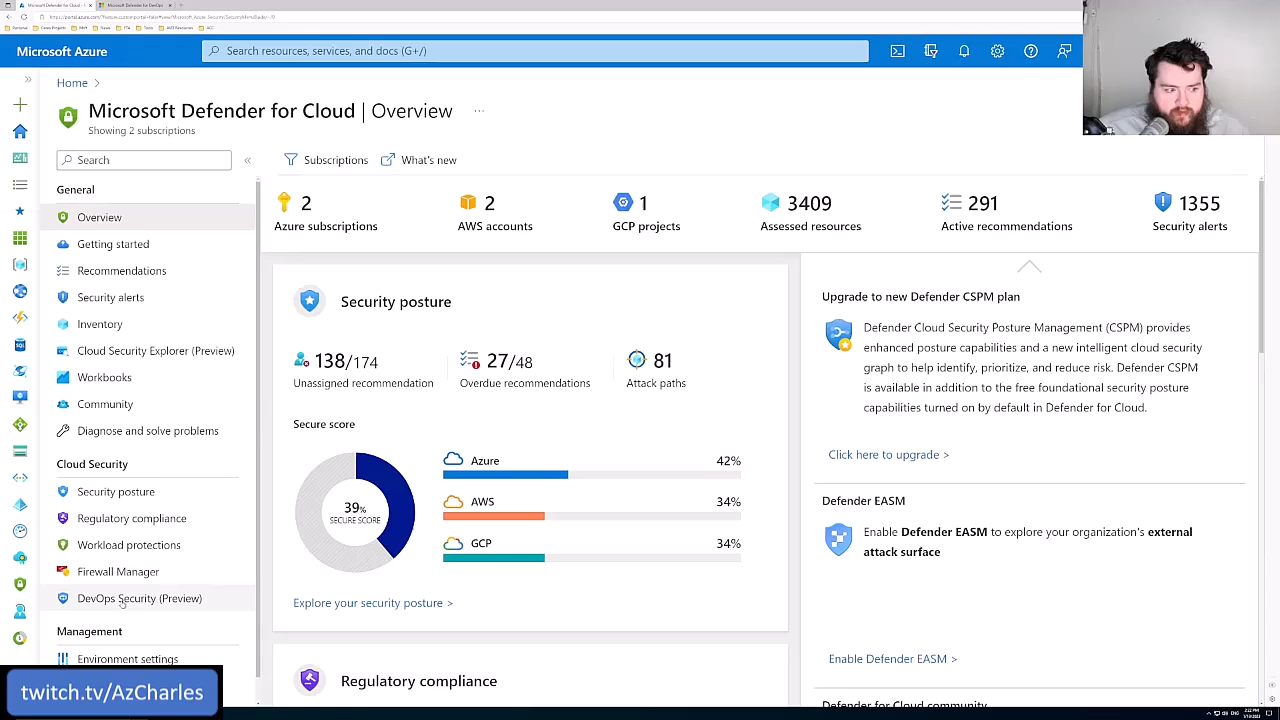 Microsoft Defender for Cloud
Microsoft Azure
Search resources, services, and docs (G+/)
Home
Microsoft Defender for Cloud | Overview
Showing 2 subscriptions
Search
Subscriptions
What's new
General
Overview
Getting started
Recommendations
Security alerts
Inventory
Cloud Security Explorer (Preview)
Workbooks
Community
Diagnose and solve problems
Cloud Security
Security posture
Regulatory compliance
Workload protections
Firewall Manager
DevOps Security (Preview)
Management
Environment settings
2
Azure subscriptions
2
AWS accounts
1
GCP projects
3409
Assessed resources
291
Active recommendations
1355
Security alerts
Security posture
138/174
Unassigned recommendation
27/48
Overdue recommendations
81
Attack paths
Secure score
39%
SECURE SCORE
Azure 42%
AWS 34%
GCP 34%
Explore your security posture >
Regulatory compliance
Upgrade to new Defender CSPM plan
Defender Cloud Security Posture Management (CSPM) provides
enhanced posture capabilities and a new intelligent cloud security
graph to help identify, prioritize, and reduce risk. Defender CSPM
is available in addition to the free foundational security posture
capabilities turned on by default in Defender for Cloud.
Click here to upgrade >
Defender EASM
Enable Defender EASM to explore your organization's external
attack surface
Enable Defender EASM >
Defender for Cloud community
twitch.tv/AzCharles